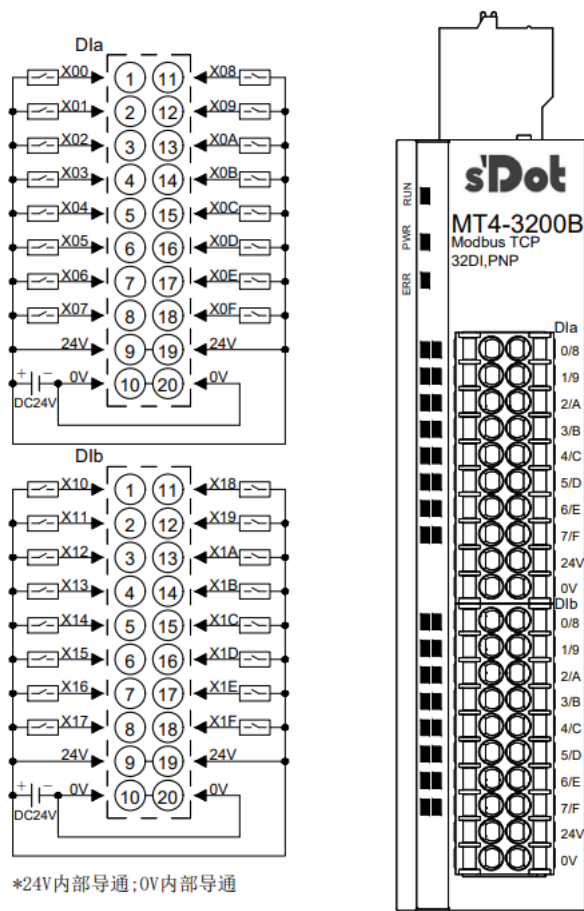 DIa
X00 1 11 X08
X01 2 12 X09
X02 3 13 X0A
X03 4 14 X0B
X04 5 15 X0C
X05 6 16 X0D
X06 7 17 X0E
X07 8 18 X0F
24V 9 19 24V
+ − 0V 10 20 0V
DC24V
DIb
X10 1 11 X18
X11 2 12 X19
X12 3 13 X1A
X13 4 14 X1B
X14 5 15 X1C
X15 6 16 X1D
X16 7 17 X1E
X17 8 18 X1F
24V 9 19 24V
+ − 0V 10 20 0V
DC24V
*24V内部导通;0V内部导通
s'Dot
MT4-3200B
Modbus TCP
32DI,PNP
RUN
PWR
ERR
DIa
0/8
1/9
2/A
3/B
4/C
5/D
6/E
7/F
24V
0V
DIb
0/8
1/9
2/A
3/B
4/C
5/D
6/E
7/F
24V
0V